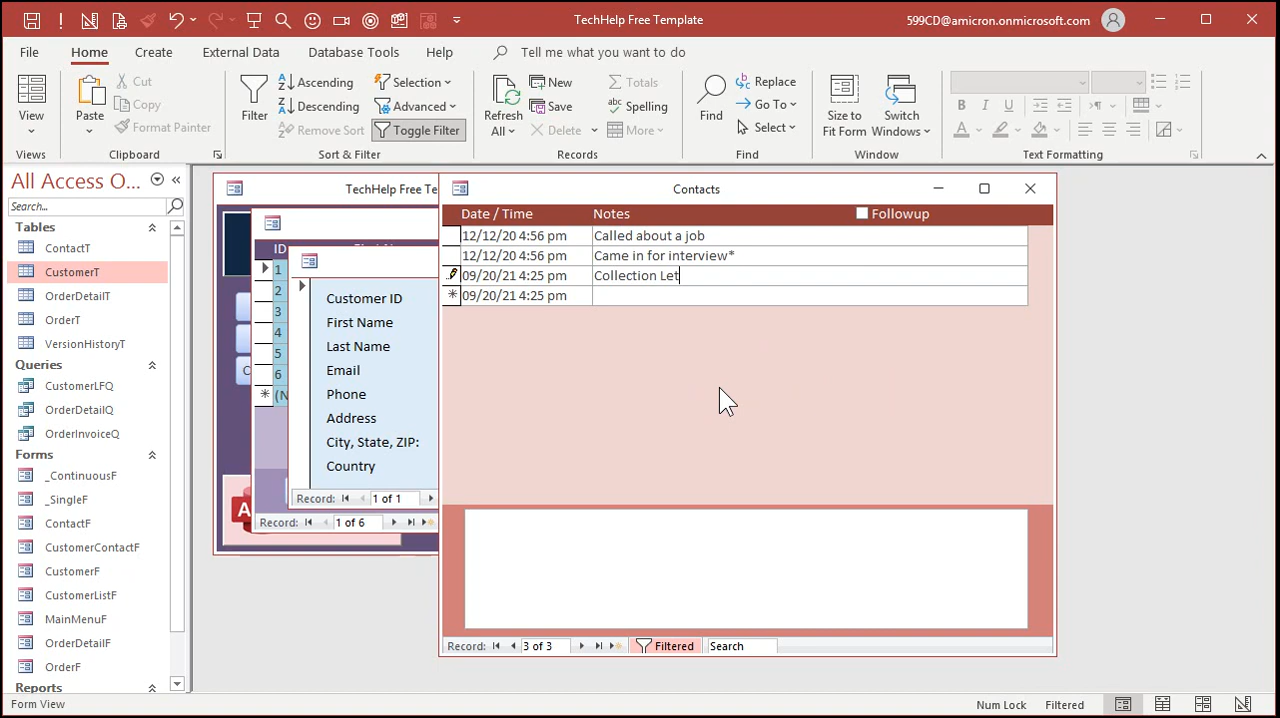 TechHelp Free Template
599CD@amicron.onmicrosoft.com
File
Home
Create
External Data
Database Tools
Help
Tell me what you want to do
View
Views
Paste
Cut
Copy
Format Painter
Clipboard
Filter
Ascending
Descending
Remove Sort
Selection
Advanced
Toggle Filter
Sort & Filter
Refresh
All
New
Save
Delete
Totals
Spelling
More
Records
Find
Replace
Go To
Select
Find
Size to
Fit Form
Switch
Windows
Window
Text Formatting
All Access O...
Search...
Tables
ContactT
CustomerT
OrderDetailT
OrderT
VersionHistoryT
Queries
CustomerLFQ
OrderDetailQ
OrderInvoiceQ
Forms
_ContinuousF
_SingleF
ContactF
CustomerContactF
CustomerF
CustomerListF
MainMenuF
OrderDetailF
OrderF
Reports
TechHelp Free Te
ID
1
2
3
4
5
6
(N
Record: 1 of 6
Customer ID
First Name
Last Name
Email
Phone
Address
City, State, ZIP:
Country
Record: 1 of 1
Contacts
Date / Time Notes Followup
12/12/20 4:56 pm Called about a job
12/12/20 4:56 pm Came in for interview*
09/20/21 4:25 pm Collection Let
09/20/21 4:25 pm
Record: 3 of 3 Filtered Search
Form View
Num Lock Filtered